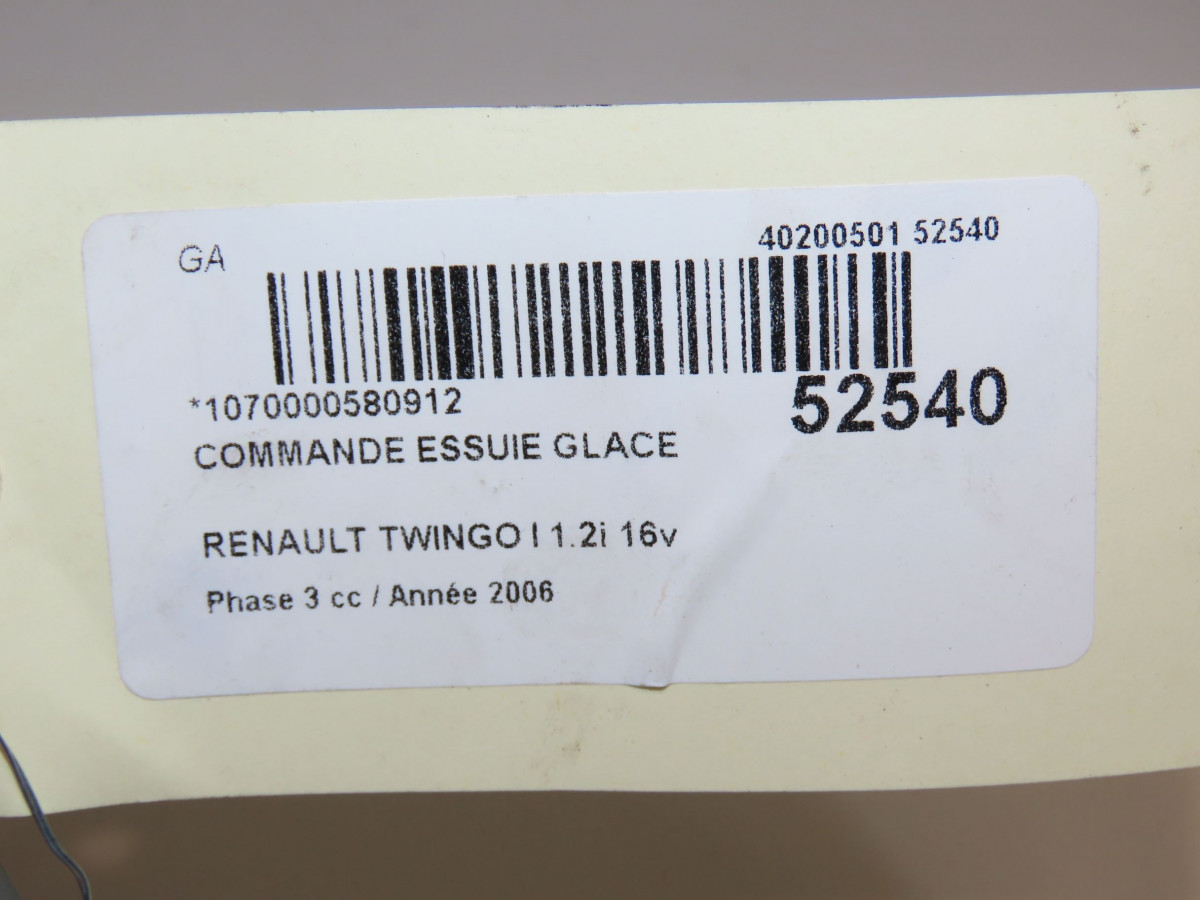 GA
40200501 52540
*1070000580912
52540
COMMANDE ESSUIE GLACE
RENAULT TWINGO I 1.2i 16v
Phase 3 cc / Année 2006